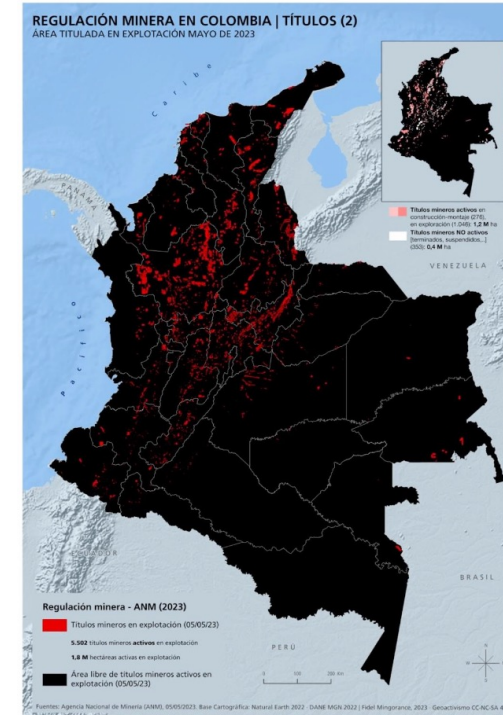 REGULACIÓN MINERA EN COLOMBIA | TÍTULOS (2)
ÁREA TITULADA EN EXPLOTACIÓN MAYO DE 2023
Caribe
PANAMÁ
Títulos mineros activos en
construcción-montaje (276),
en exploración (1.048): 1,2 M ha
Títulos mineros NO activos
[terminados, suspendidos,..]
(350): 0,4 M ha
VENEZUELA
Pacífico
ECUADOR
BRASIL
PERÚ
Regulación minera - ANM (2023)
Títulos mineros en explotación (05/05/23)
5.502 títulos mineros activos en explotación
1,8 M hectáreas activas en explotación
Área libre de títulos mineros activos en
explotación (05/05/23)
0 100 200 Km
N
Fuentes: Agencia Nacional de Minería (ANM), 05/05/2023. Base Cartográfica: Natural Earth 2022 - DANE MGN 2022 | Fidel Mingorance, 2023 - Geoactivismo CC-NC-SA